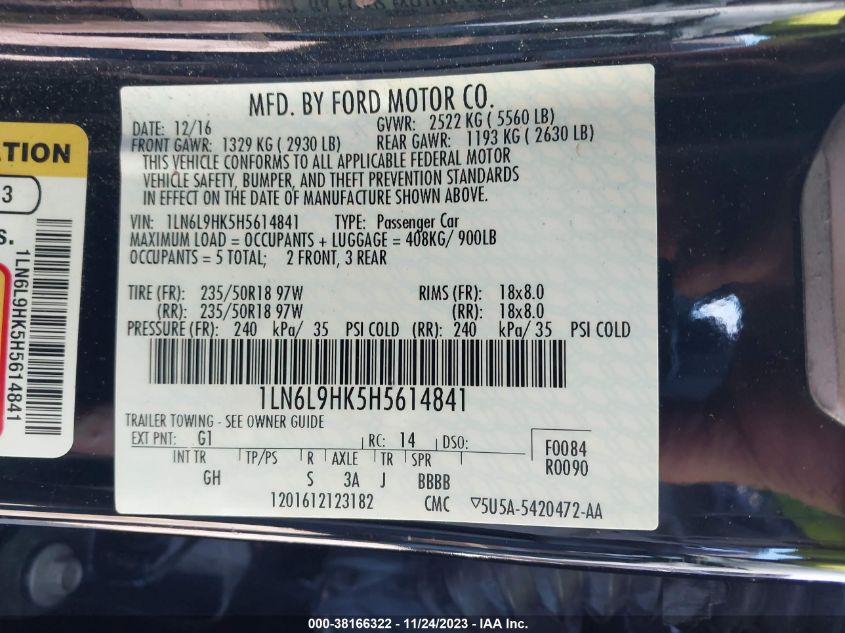 MFD. BY FORD MOTOR CO.
DATE: 12/16 GVWR: 2522 KG ( 5560 LB)
FRONT GAWR: 1329 KG ( 2930 LB) REAR GAWR: 1193 KG ( 2630 LB)
THIS VEHICLE CONFORMS TO ALL APPLICABLE FEDERAL MOTOR
VEHICLE SAFETY, BUMPER, AND THEFT PREVENTION STANDARDS
IN EFFECT ON THE DATE OF MANUFACTURE SHOWN ABOVE.
VIN: 1LN6L9HK5H5614841 TYPE: Passenger Car
MAXIMUM LOAD = OCCUPANTS + LUGGAGE = 408KG/ 900LB
OCCUPANTS = 5 TOTAL; 2 FRONT, 3 REAR
TIRE (FR): 235/50R18 97W RIMS (FR): 18x8.0
(RR): 235/50R18 97W (RR): 18x8.0
PRESSURE (FR): 240 kPa/ 35 PSI COLD (RR): 240 kPa/ 35 PSI COLD
1LN6L9HK5H5614841
TRAILER TOWING - SEE OWNER GUIDE
EXT PNT: G1 RC: 14 DSO: F0084
INT TR TP/PS R AXLE TR SPR R0090
GH S 3A J BBBB
1201612123182 CMC 5U5A-5420472-AA
3
s.
1LN6L9HK5H5614841
000-38166322 - 11/24/2023 - IAA Inc.